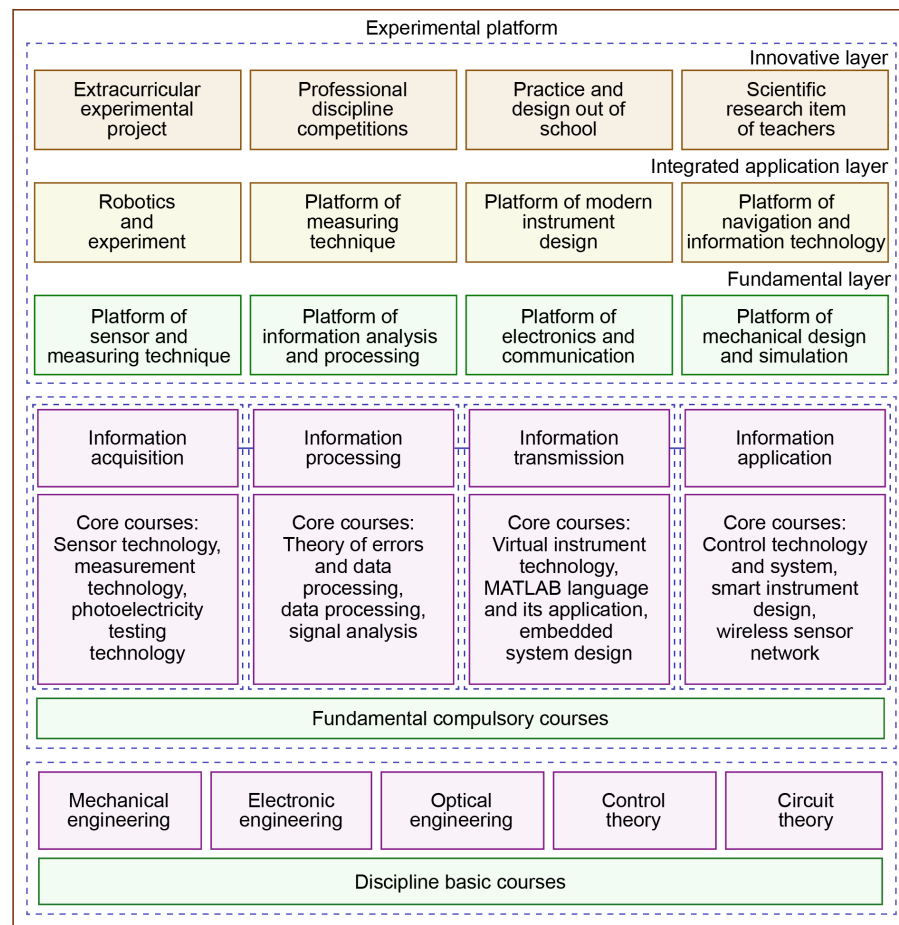 Experimental platform
Innovative layer
Extracurricular
experimental
project
Professional
discipline
competitions
Practice and
design out of
school
Scientific
research item
of teachers
Integrated application layer
Robotics
and
experiment
Platform of
measuring
technique
Platform of modern
instrument
design
Platform of
navigation and
information technology
Fundamental layer
Platform of
sensor and
measuring technique
Platform of
information analysis
and processing
Platform of
electronics and
communication
Platform of
mechanical design
and simulation
Information
acquisition
Information
processing
Information
transmission
Information
application
Core courses:
Sensor technology,
measurement
technology,
photoelectricity
testing
technology
Core courses:
Theory of errors
and data
processing,
data processing,
signal analysis
Core courses:
Virtual instrument
technology,
MATLAB language
and its application,
embedded
system design
Core courses:
Control technology
and system,
smart instrument
design,
wireless sensor
network
Fundamental compulsory courses
Mechanical
engineering
Electronic
engineering
Optical
engineering
Control
theory
Circuit
theory
Discipline basic courses